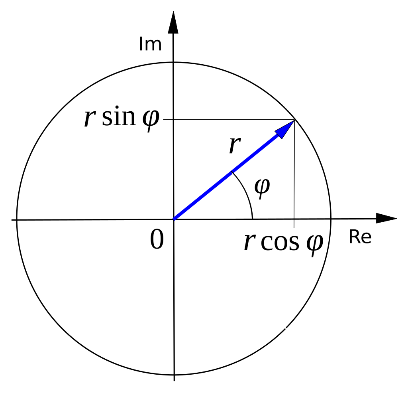 Im
r sin φ
r
φ
0
r cos φ
Re